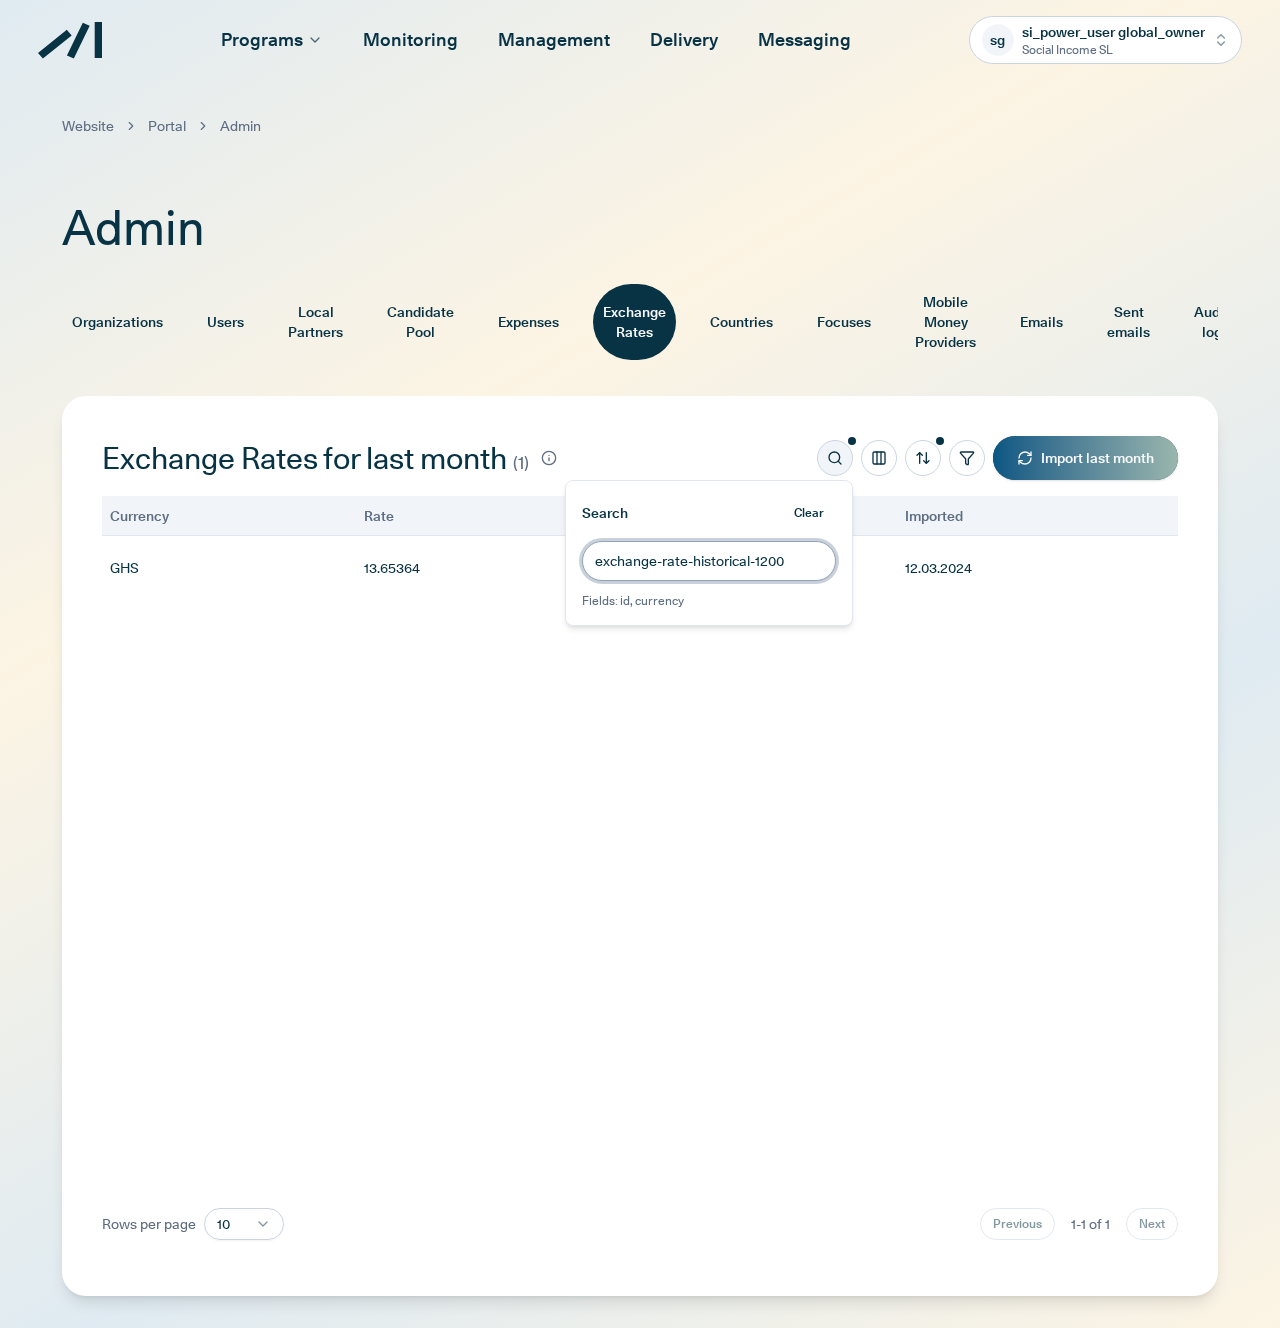 Programs
Monitoring
Management
Delivery
Messaging
sg
si_power_user global_owner
Social Income SL
Website
Portal
Admin
Admin
Organizations
Users
Local
Partners
Candidate
Pool
Expenses
Exchange
Rates
Countries
Focuses
Mobile
Money
Providers
Emails
Sent
emails
Exchange Rates for last month (1)
Import last month
Currency
Rate
Imported
Search
Clear
exchange-rate-historical-1200
Fields: id, currency
GHS
13.65364
12.03.2024
Rows per page
10
Previous
1-1 of 1
Next